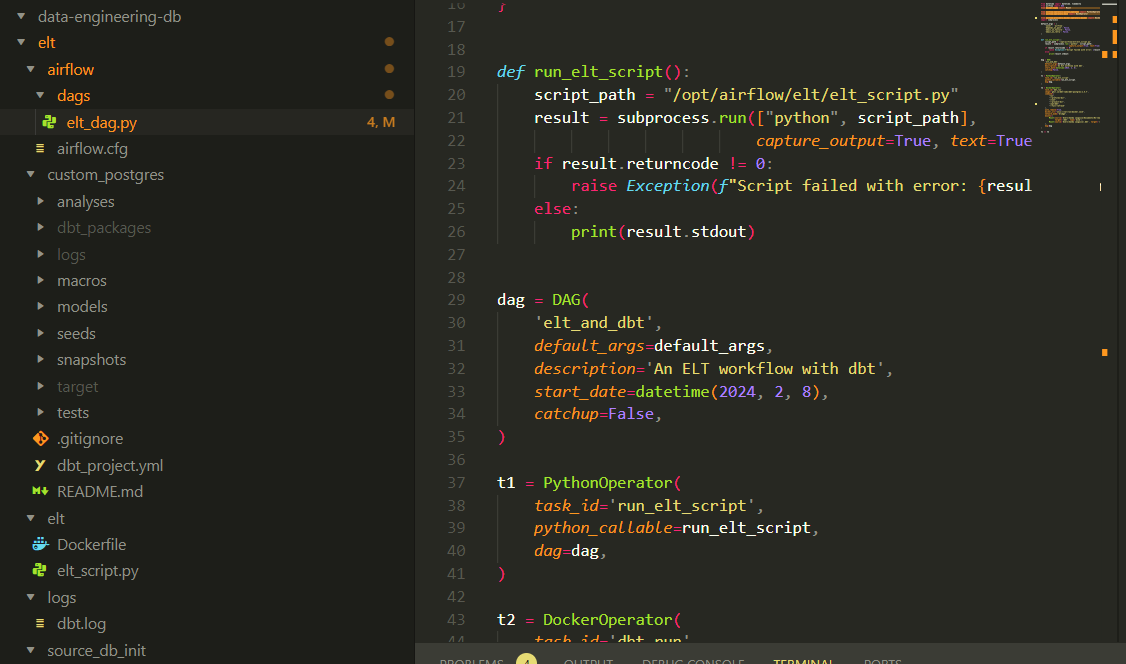 data-engineering-db
elt
airflow
dags
elt_dag.py 4, M
airflow.cfg
custom_postgres
analyses
dbt_packages
logs
macros
models
seeds
snapshots
target
tests
.gitignore
dbt_project.yml
README.md
elt
Dockerfile
elt_script.py
logs
dbt.log
source_db_init
16 }
17
18
19 def run_elt_script():
20 script_path = "/opt/airflow/elt/elt_script.py"
21 result = subprocess.run(["python", script_path],
22 capture_output=True, text=True
23 if result.returncode != 0:
24 raise Exception(f"Script failed with error: {resul
25 else:
26 print(result.stdout)
27
28
29 dag = DAG(
30 'elt_and_dbt',
31 default_args=default_args,
32 description='An ELT workflow with dbt',
33 start_date=datetime(2024, 2, 8),
34 catchup=False,
35 )
36
37 t1 = PythonOperator(
38 task_id='run_elt_script',
39 python_callable=run_elt_script,
40 dag=dag,
41 )
42
43 t2 = DockerOperator(
44 task_id='dbt_run'
PROBLEMS 4 OUTPUT DEBUG CONSOLE TERMINAL PORTS